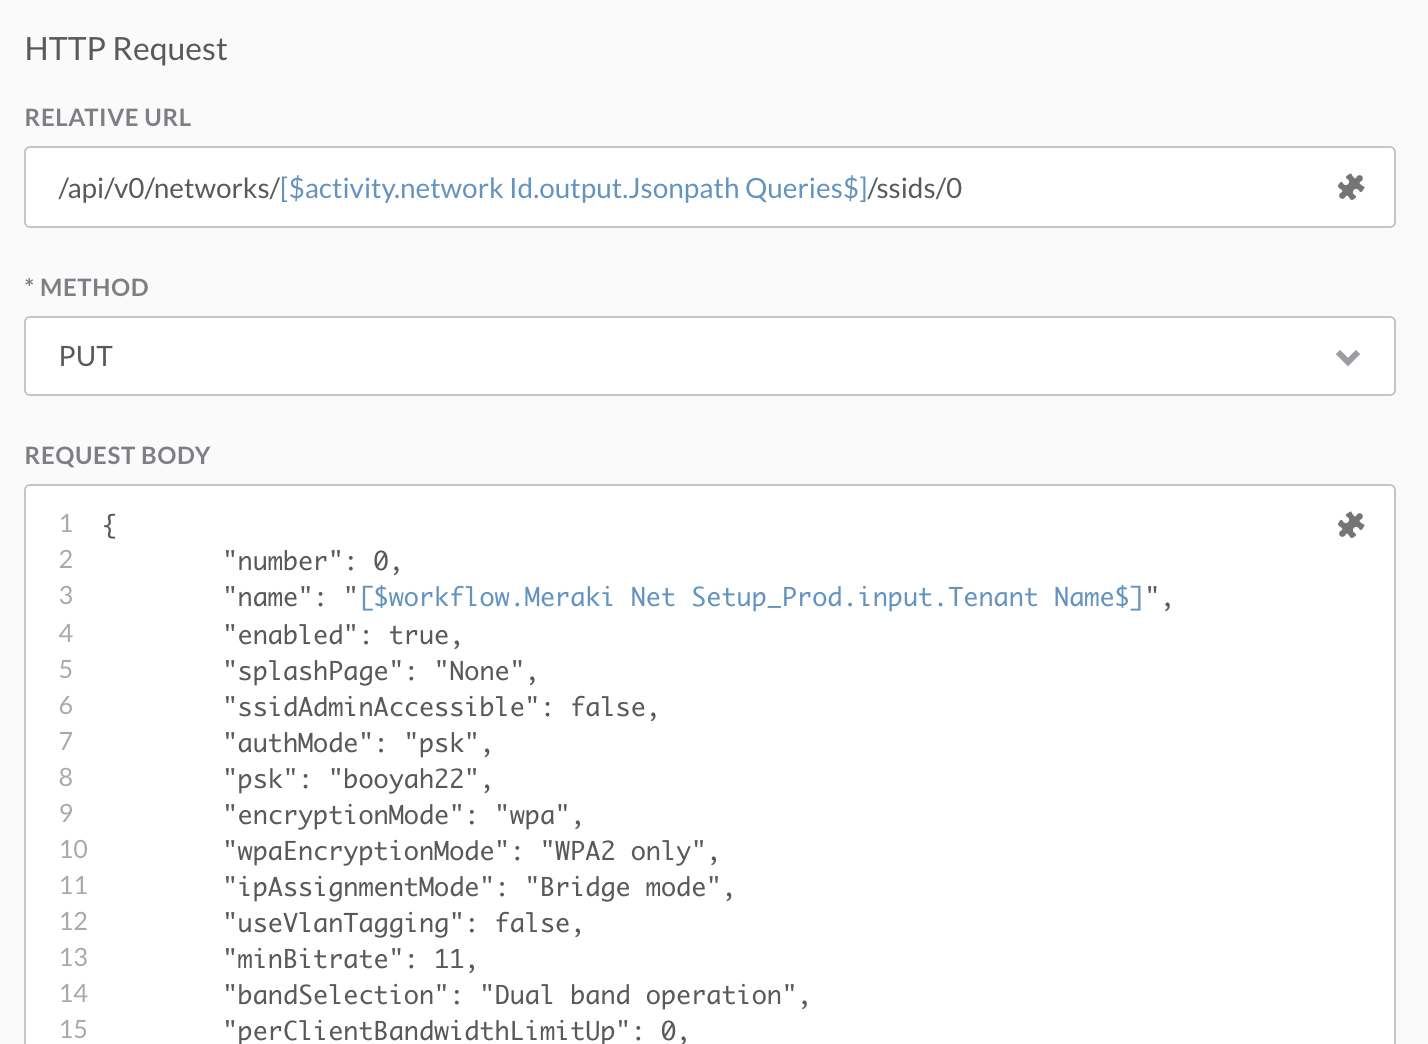 HTTP Request
RELATIVE URL
/api/v0/networks/[$activity.network Id.output.Jsonpath Queries$]/ssids/0
* METHOD
PUT
REQUEST BODY
1 {
2 "number": 0,
3 "name": "[$workflow.Meraki Net Setup_Prod.input.Tenant Name$]",
4 "enabled": true,
5 "splashPage": "None",
6 "ssidAdminAccessible": false,
7 "authMode": "psk",
8 "psk": "booyah22",
9 "encryptionMode": "wpa",
10 "wpaEncryptionMode": "WPA2 only",
11 "ipAssignmentMode": "Bridge mode",
12 "useVlanTagging": false,
13 "minBitrate": 11,
14 "bandSelection": "Dual band operation",
15 "perClientBandwidthLimitUp": 0,